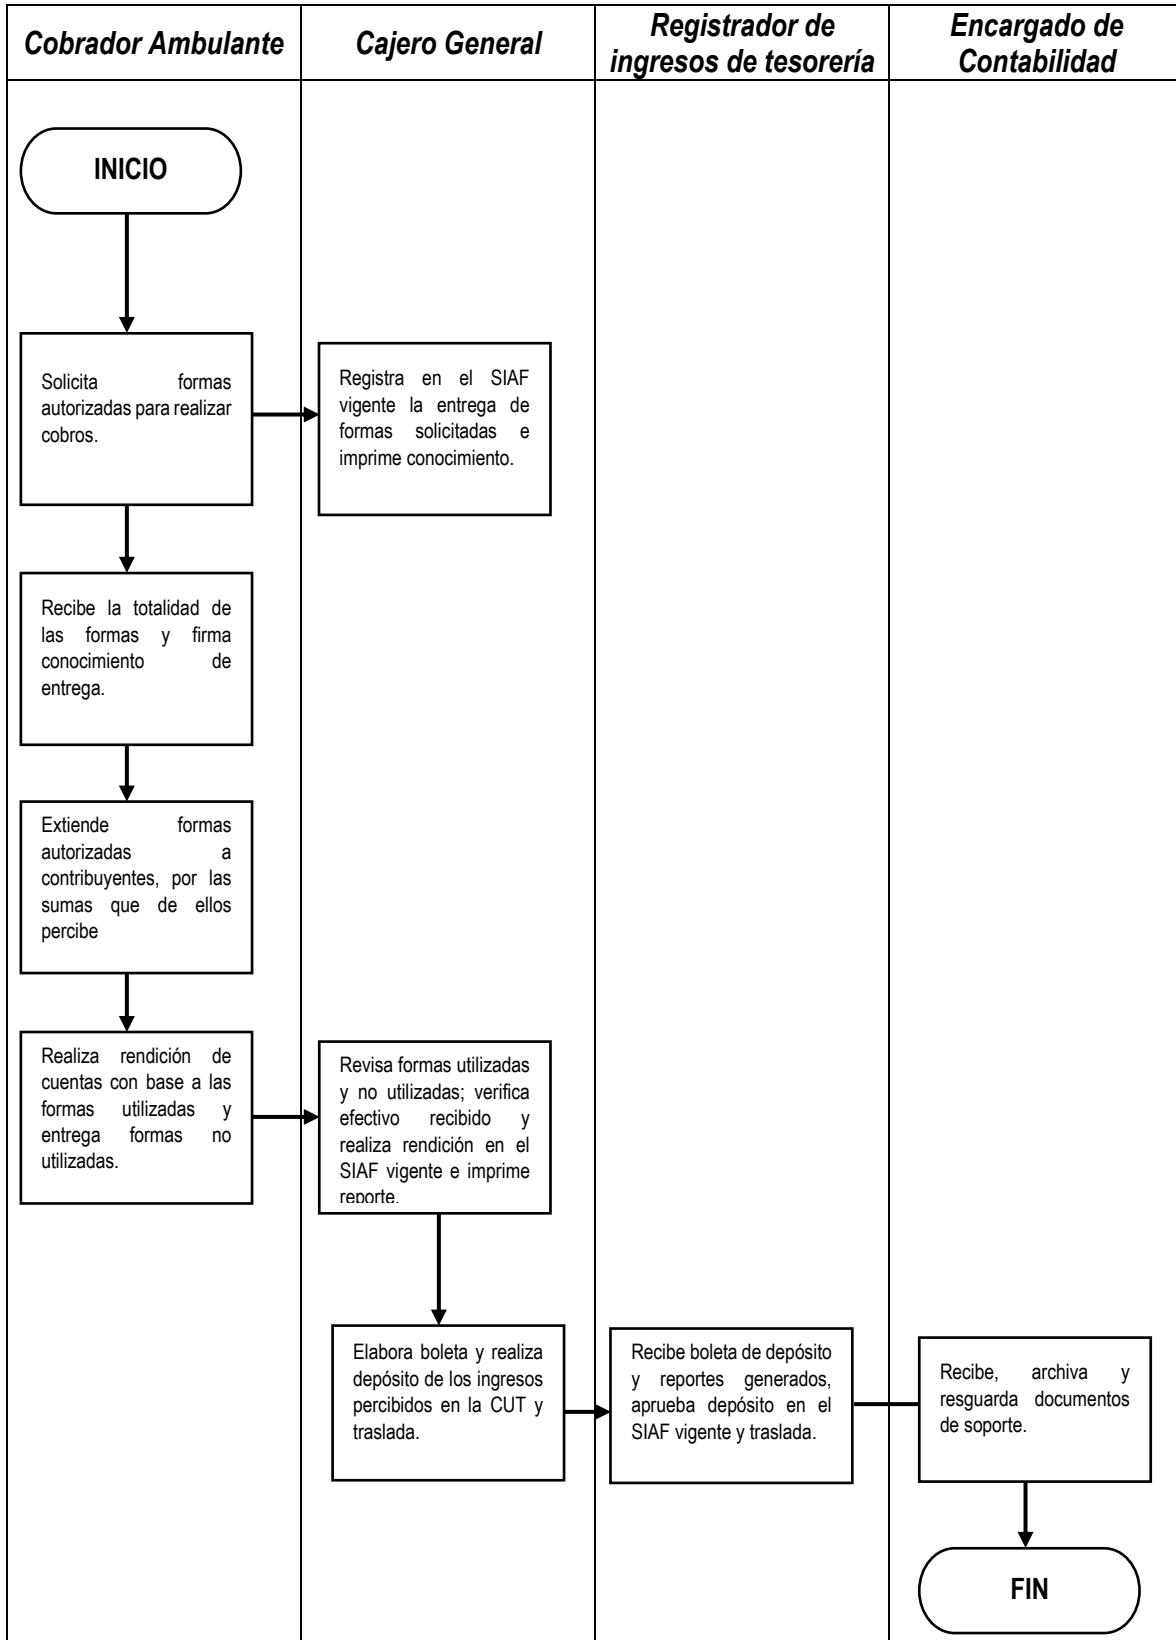 Cobrador Ambulante
Cajero General
Registrador de
ingresos de tesorería
Encargado de
Contabilidad
INICIO
Solicita formas
autorizadas para realizar
cobros.
Registra en el SIAF
vigente la entrega de
formas solicitadas e
imprime conocimiento.
Recibe la totalidad de
las formas y firma
conocimiento de
entrega.
Extiende formas
autorizadas a
contribuyentes, por las
sumas que de ellos
percibe
Realiza rendición de
cuentas con base a las
formas utilizadas y
entrega formas no
utilizadas.
Revisa formas utilizadas
y no utilizadas; verifica
efectivo recibido y
realiza rendición en el
SIAF vigente e imprime
reporte.
Elabora boleta y realiza
depósito de los ingresos
percibidos en la CUT y
traslada.
Recibe boleta de depósito
y reportes generados,
aprueba depósito en el
SIAF vigente y traslada.
Recibe, archiva y
resguarda documentos
de soporte.
FIN